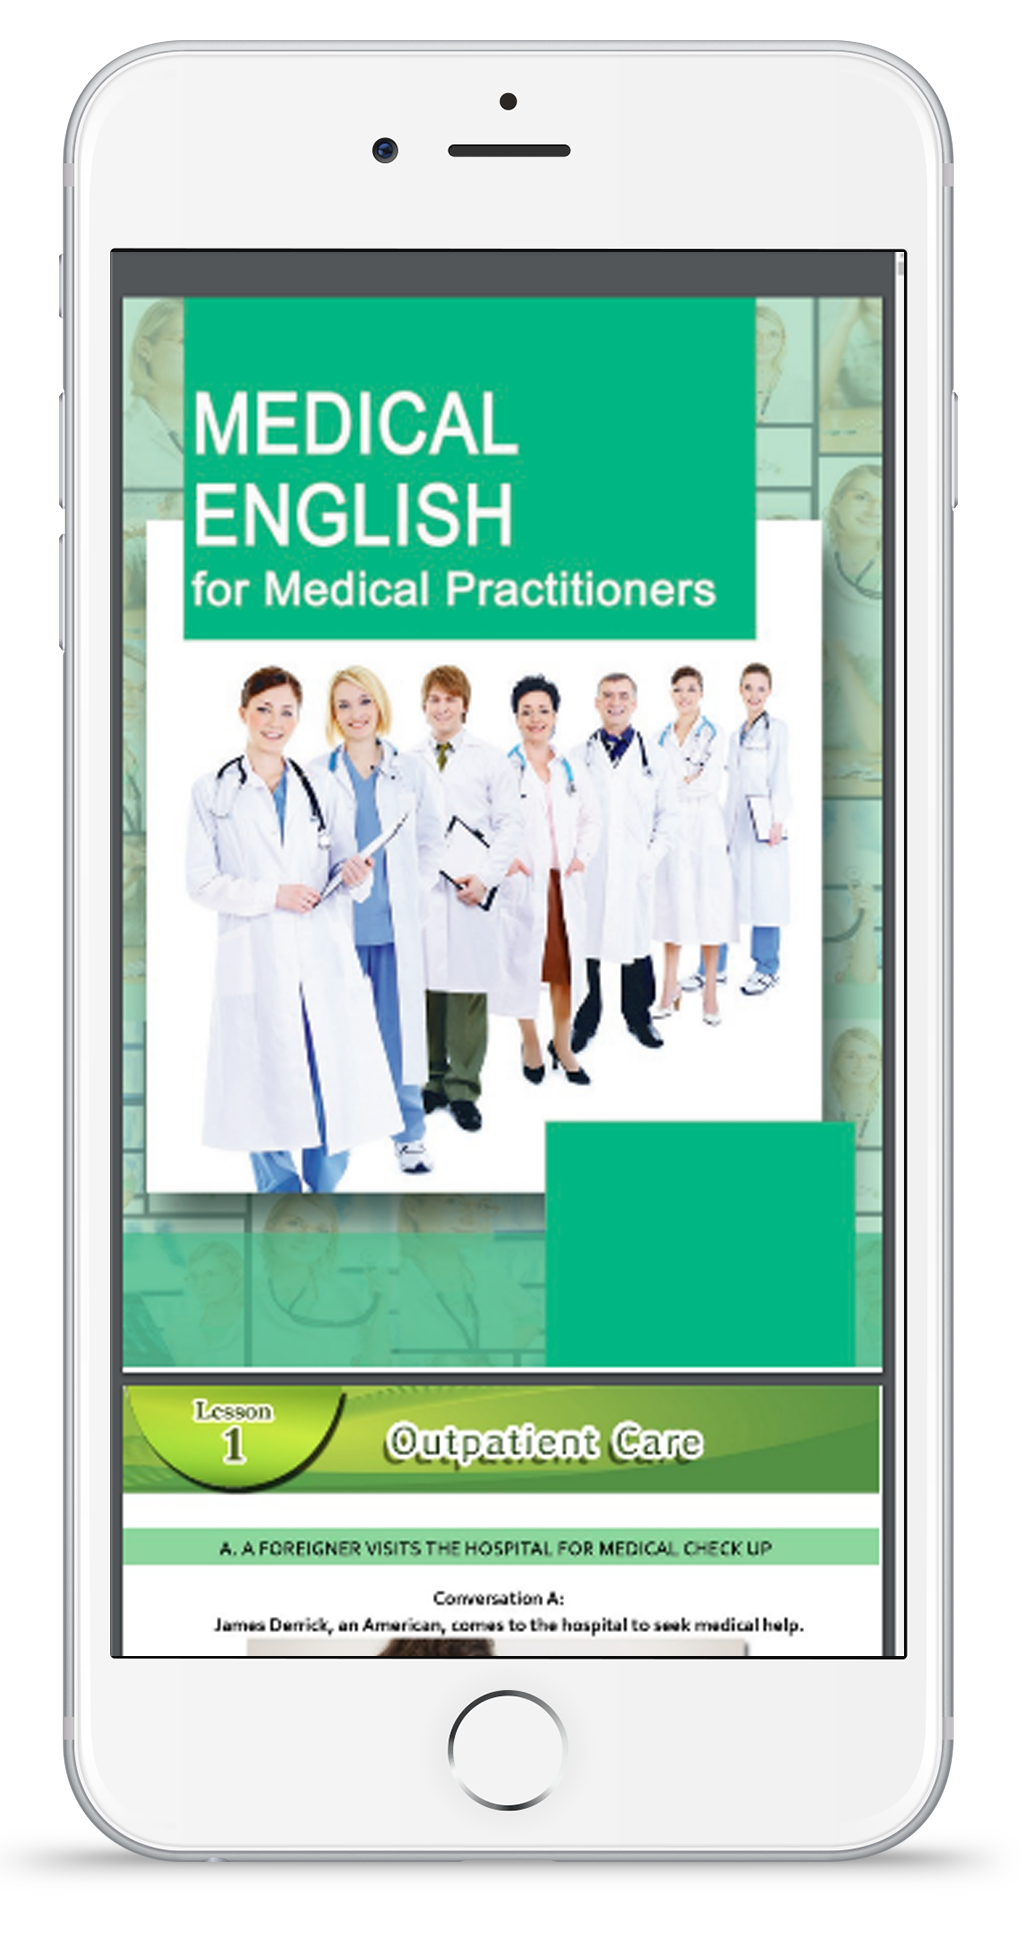 MEDICAL
ENGLISH
for Medical Practitioners
Lesson
1
Outpatient Care
A. A FOREIGNER VISITS THE HOSPITAL FOR MEDICAL CHECK UP
Conversation A:
James Derrick, an American, comes to the hospital to seek medical help.